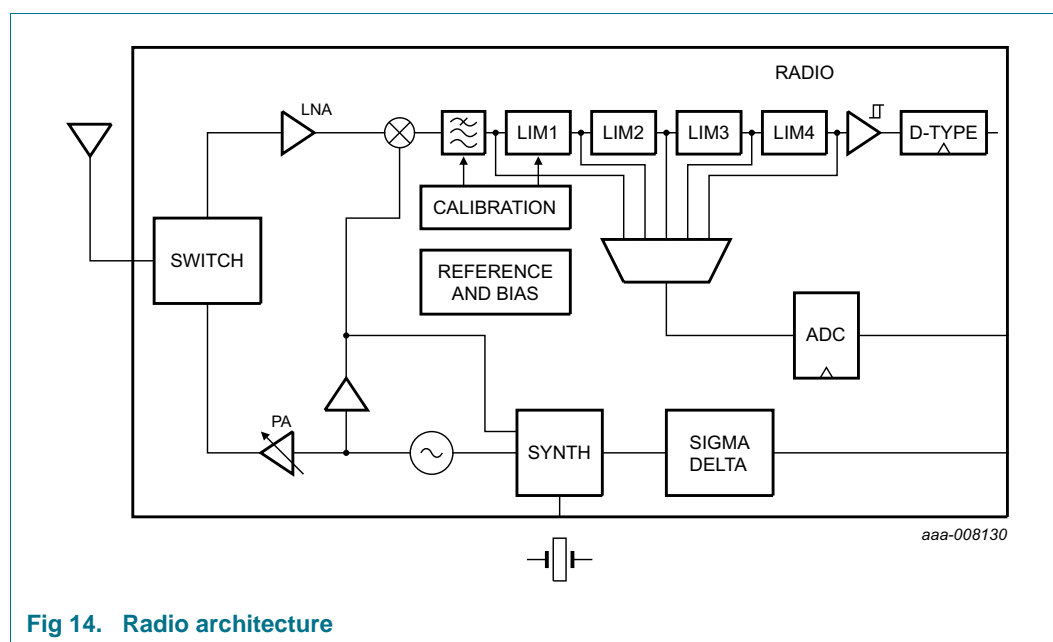 RADIO
LNA
LIM1
LIM2
LIM3
LIM4
D-TYPE
CALIBRATION
SWITCH
REFERENCE
AND BIAS
ADC
PA
SYNTH
SIGMA
DELTA
aaa-008130
Fig 14. Radio architecture